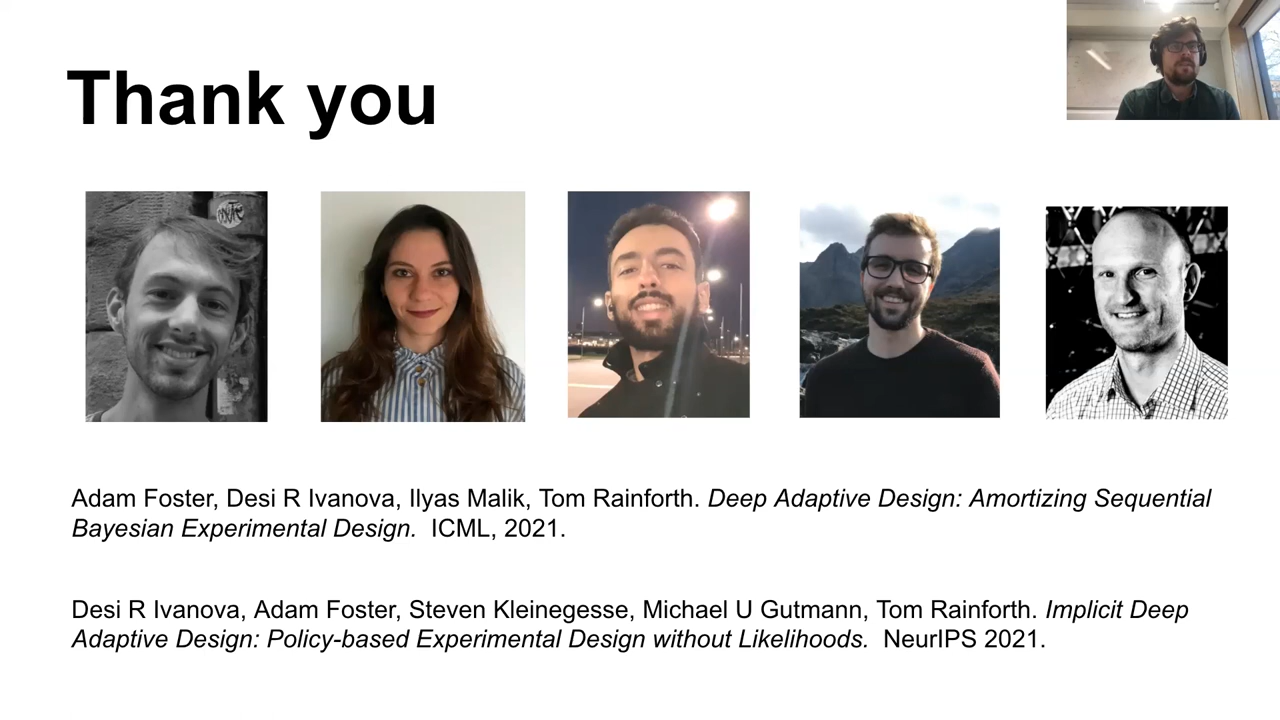 Thank you
Adam Foster, Desi R Ivanova, Ilyas Malik, Tom Rainforth. Deep Adaptive Design: Amortizing Sequential
Bayesian Experimental Design. ICML, 2021.
Desi R Ivanova, Adam Foster, Steven Kleinegesse, Michael U Gutmann, Tom Rainforth. Implicit Deep
Adaptive Design: Policy-based Experimental Design without Likelihoods. NeurIPS 2021.